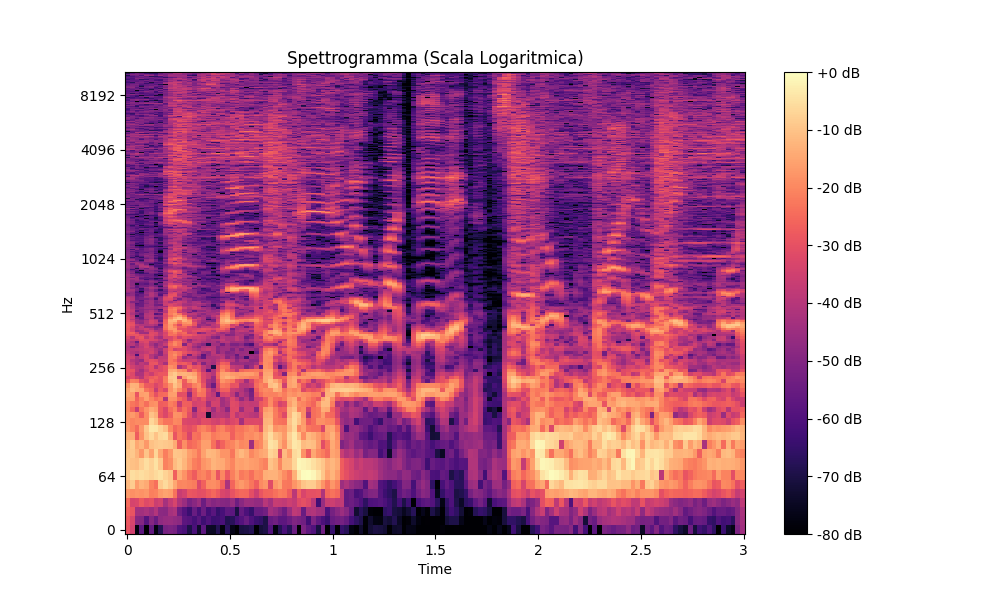 Spettrogramma (Scala Logaritmica)
8192
4096
2048
1024
512
256
128
64
0
Hz
0
0.5
1
1.5
2
2.5
3
Time
+0 dB
-10 dB
-20 dB
-30 dB
-40 dB
-50 dB
-60 dB
-70 dB
-80 dB